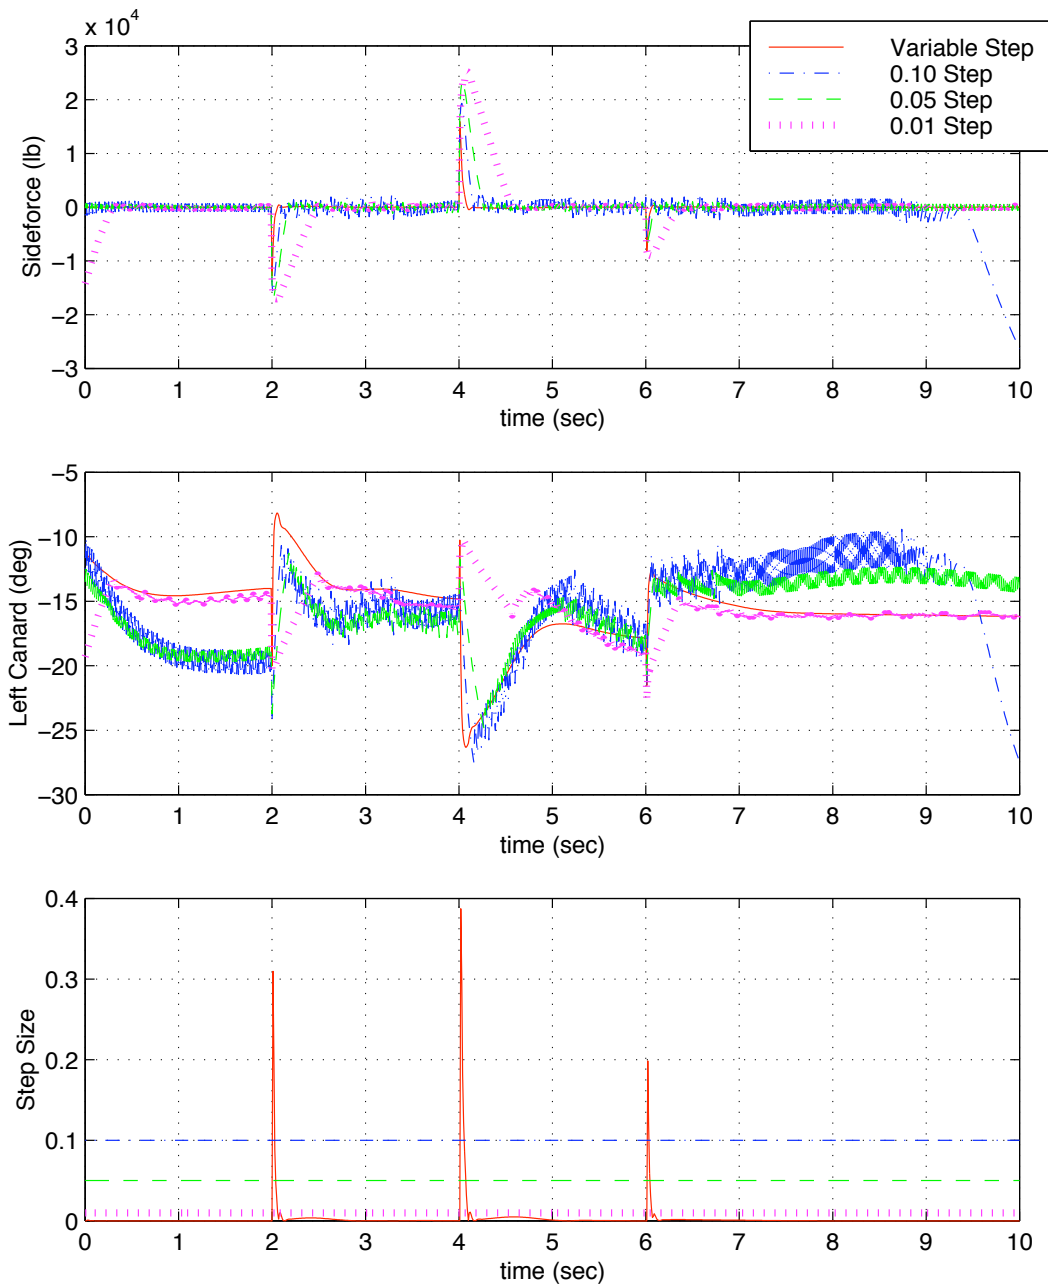 x 10^4
Variable Step
0.10 Step
0.05 Step
0.01 Step
3
2
1
0
−1
−2
−3
Sideforce (lb)
0 1 2 3 4 5 6 7 8 9 10
time (sec)
−5
−10
−15
−20
−25
−30
Left Canard (deg)
0 1 2 3 4 5 6 7 8 9 10
time (sec)
0.4
0.3
0.2
0.1
0
Step Size
0 1 2 3 4 5 6 7 8 9 10
time (sec)